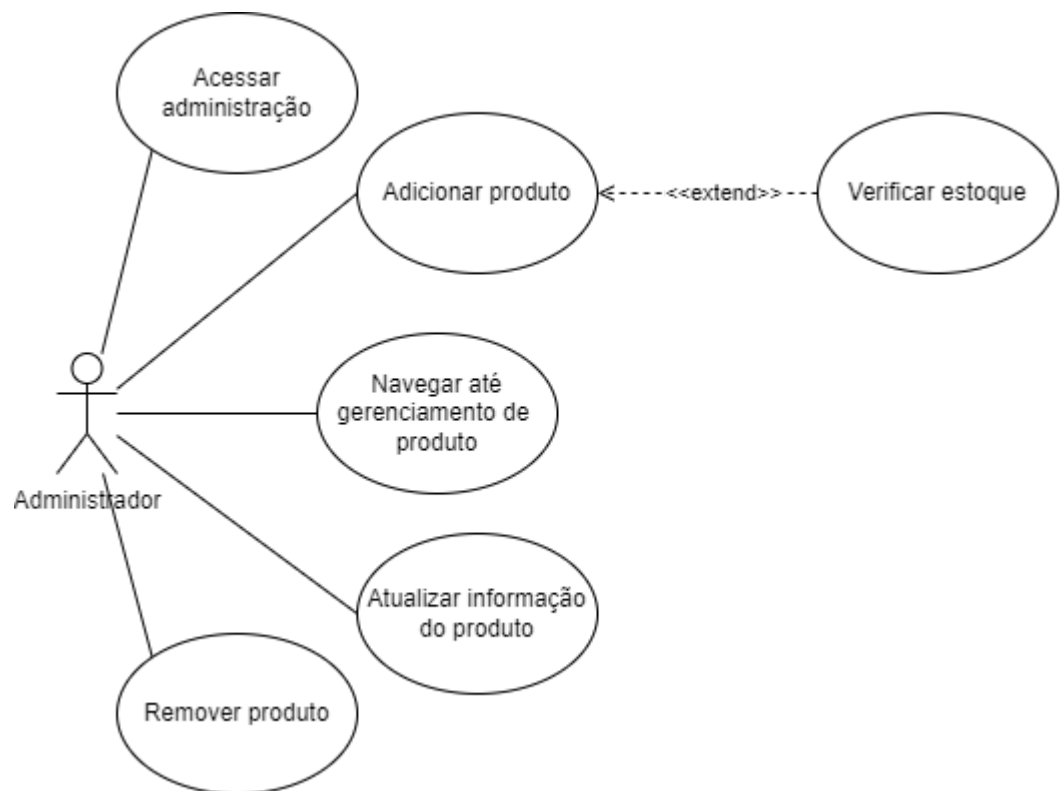 Acessar
administração
Adicionar produto
<<extend>>
Verificar estoque
Navegar até
gerenciamento de
produto
Administrador
Atualizar informação
do produto
Remover produto